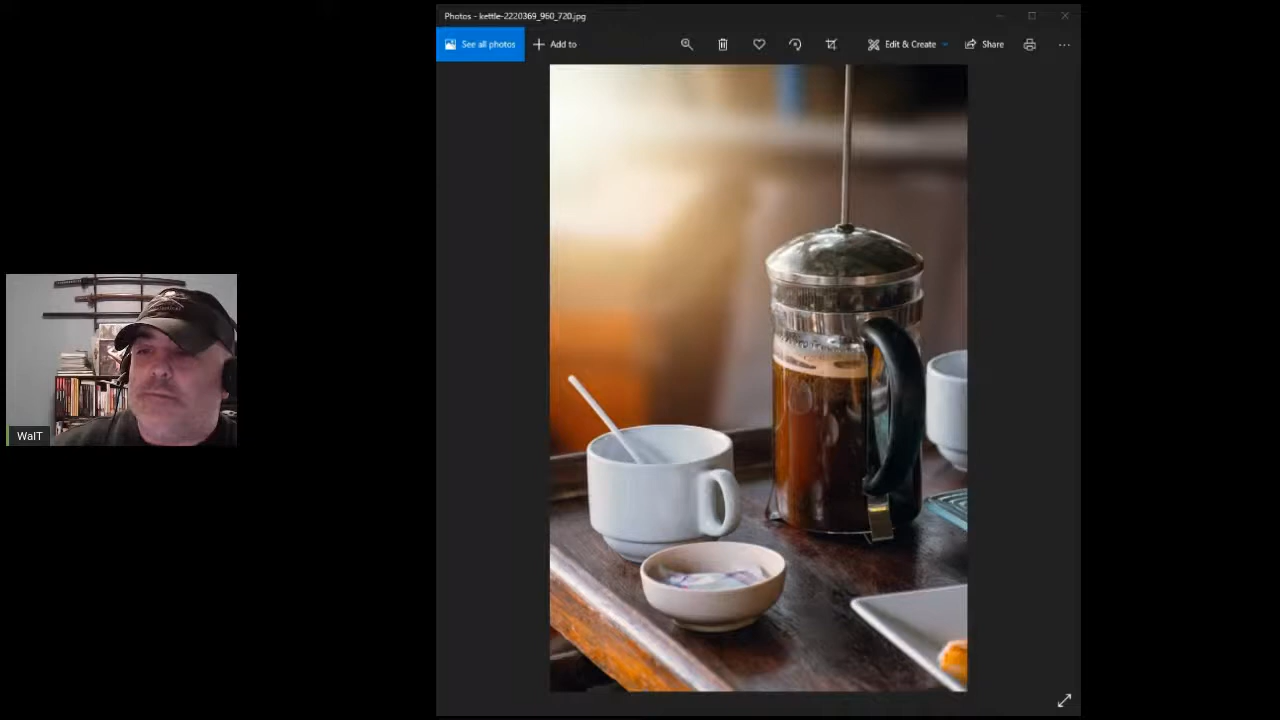 Photos - kettle-2220369_960_720.jpg
See all photos
Add to
Edit & Create
Share
WalT